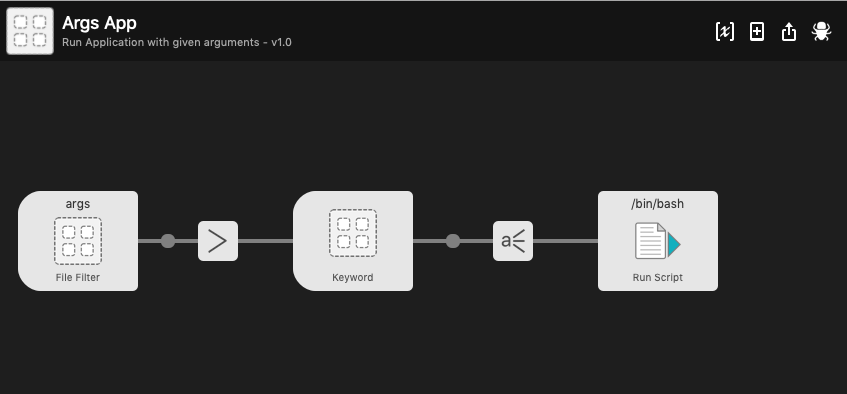 Args App
Run Application with given arguments - v1.0
args
File Filter
Keyword
a
/bin/bash
Run Script